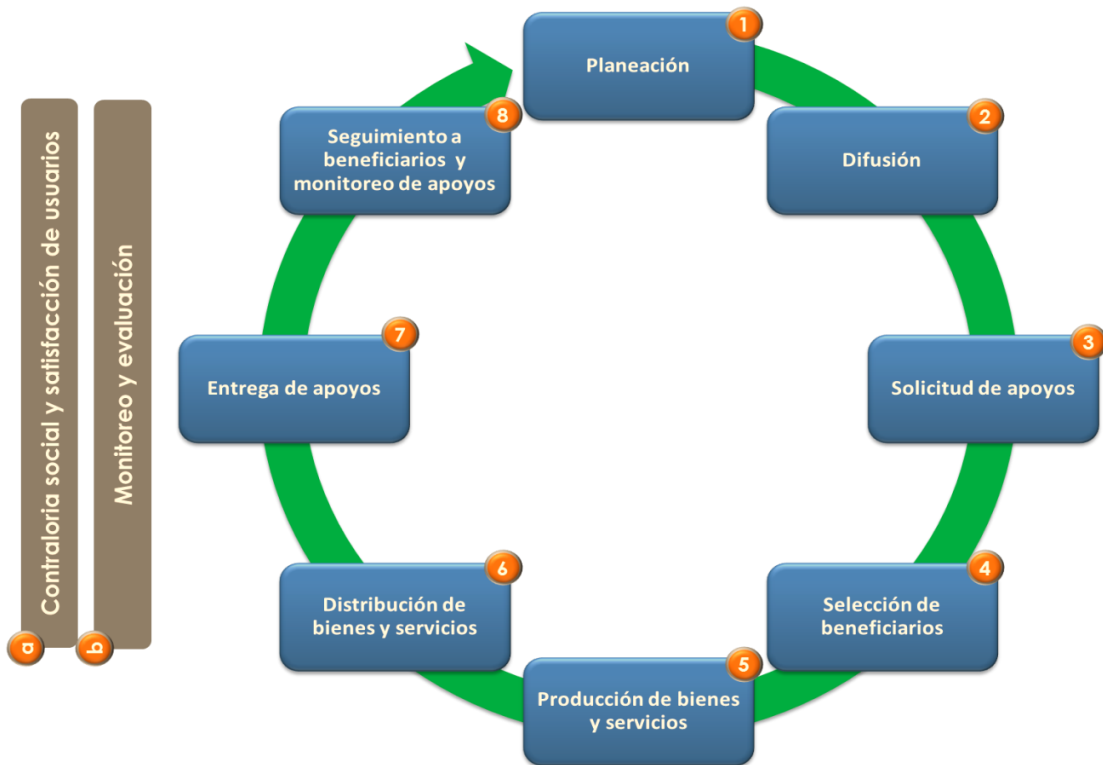 1
Planeación
2
Difusión
3
Solicitud de apoyos
4
Selección de
beneficiarios
5
Producción de bienes
y servicios
6
Distribución de
bienes y servicios
7
Entrega de apoyos
8
Seguimiento a
beneficiarios y
monitoreo de apoyos
a
Contraloria social y satisfacción de usuarios
b
Monitoreo y evaluación